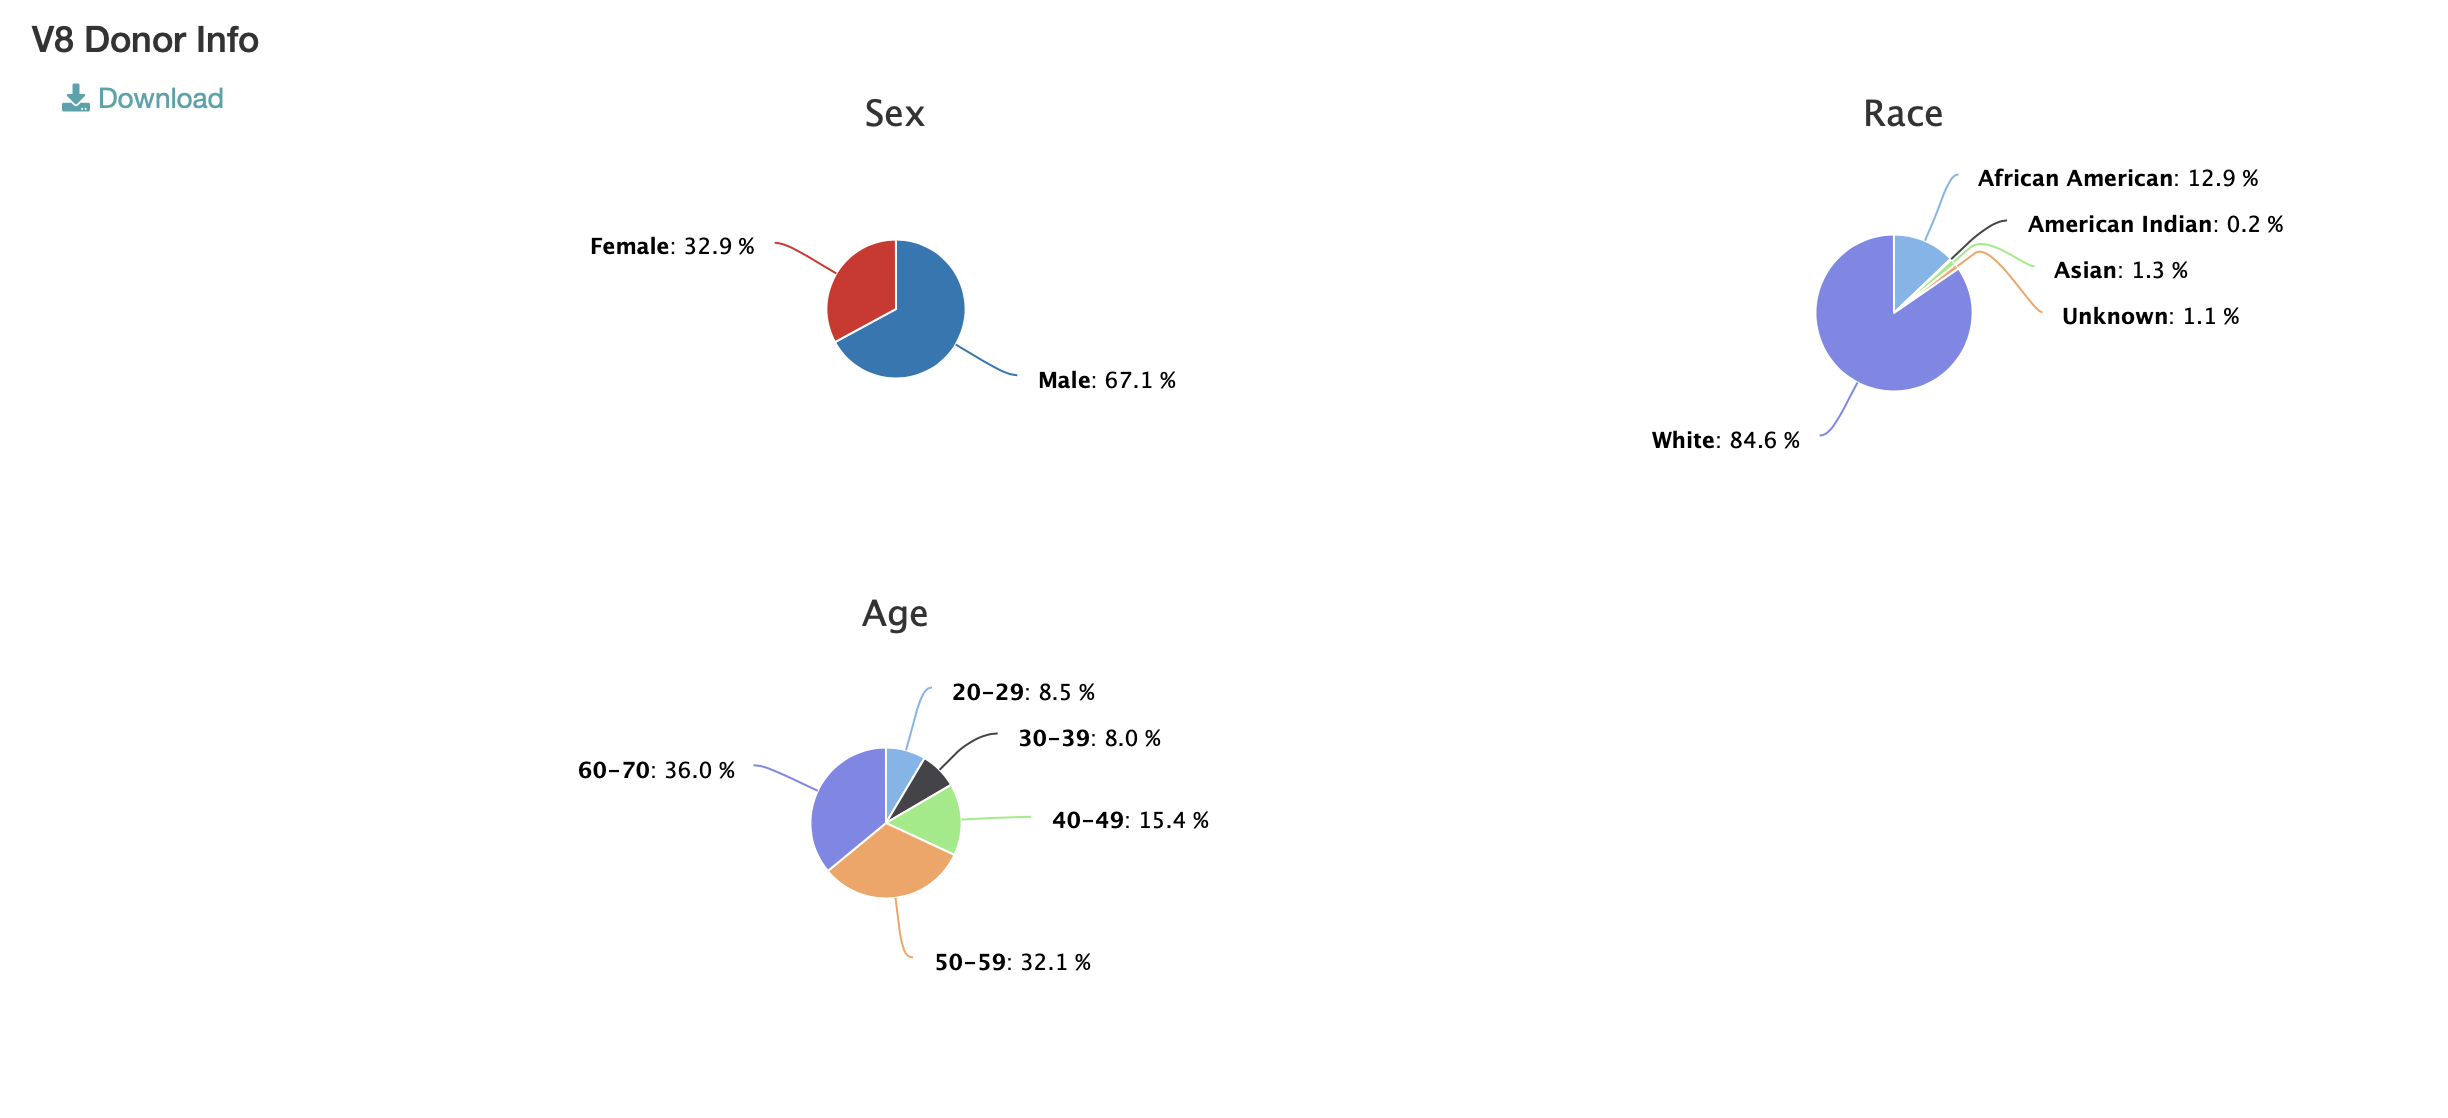 V8 Donor Info
Download
Sex
Female: 32.9 %
Male: 67.1 %
Race
African American: 12.9 %
American Indian: 0.2 %
Asian: 1.3 %
Unknown: 1.1 %
White: 84.6 %
Age
20-29: 8.5 %
30-39: 8.0 %
60-70: 36.0 %
40-49: 15.4 %
50-59: 32.1 %